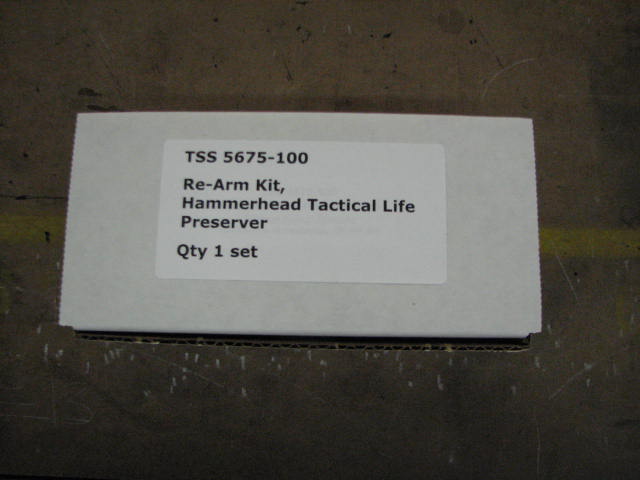 TSS 5675-100
Re-Arm Kit,
Hammerhead Tactical Life
Preserver
Qty 1 set